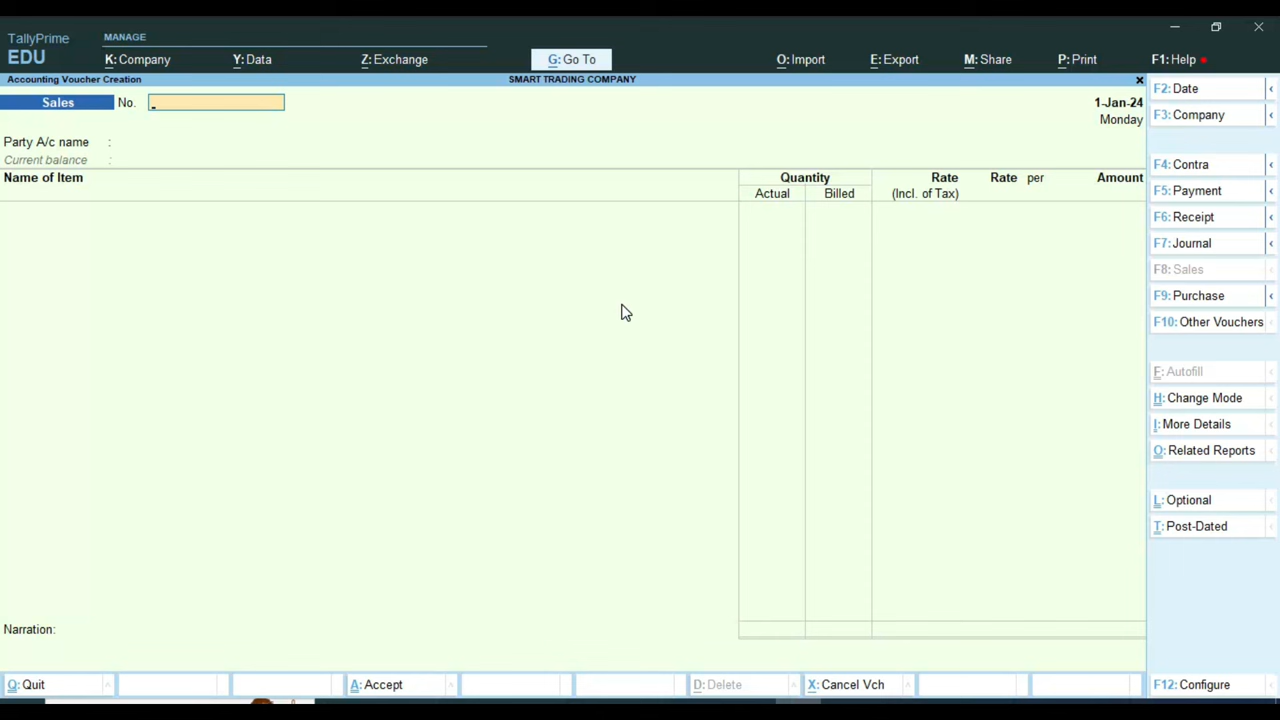 TallyPrime
EDU
MANAGE
K: Company
Y: Data
Z: Exchange
G: Go To
O: Import
E: Export
M: Share
P: Print
F1: Help
Accounting Voucher Creation
SMART TRADING COMPANY
Sales No.
1-Jan-24
Monday
Party A/c name :
Current balance :
Name of Item
Quantity
Actual Billed
Rate
(Incl. of Tax)
Rate per
Amount
Narration:
F2: Date
F3: Company
F4: Contra
F5: Payment
F6: Receipt
F7: Journal
F8: Sales
F9: Purchase
F10: Other Vouchers
F: Autofill
H: Change Mode
I: More Details
O: Related Reports
L: Optional
T: Post-Dated
Q: Quit
A: Accept
D: Delete
X: Cancel Vch
F12: Configure